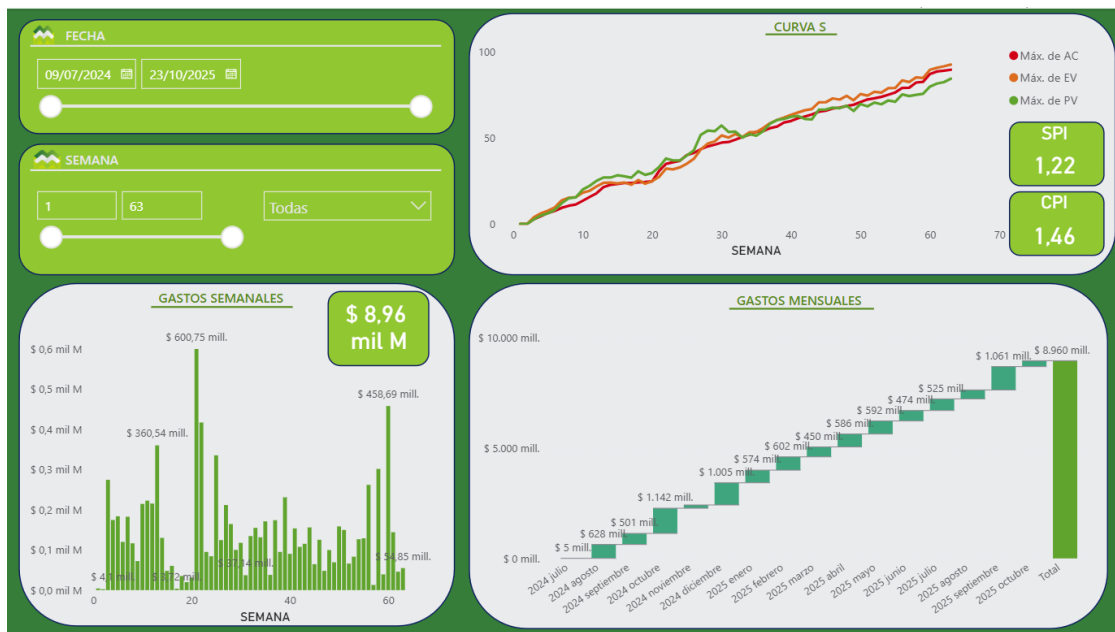 FECHA
09/07/2024 23/10/2025
SEMANA
1 63 Todas
CURVA S
100
50
0
0 10 20 30 40 50 60 70
SEMANA
Máx. de AC
Máx. de EV
Máx. de PV
SPI
1,22
CPI
1,46
GASTOS SEMANALES
$ 8,96
mil M
$ 600,75 mill.
$ 0,6 mil M
$ 0,5 mil M
$ 458,69 mill.
$ 0,4 mil M
$ 360,54 mill.
$ 0,3 mil M
$ 0,2 mil M
$ 0,1 mil M
$ 37,14 mill.
$ 54,85 mill.
$ 4,1 mill.
$ 0,0 mil M
0 20 40 60
SEMANA
GASTOS MENSUALES
$ 10.000 mill.
$ 5.000 mill.
$ 0 mill.
$ 5 mill.
$ 628 mill.
$ 501 mill.
$ 1.142 mill.
$ 1.005 mill.
$ 574 mill.
$ 602 mill.
$ 450 mill.
$ 586 mill.
$ 592 mill.
$ 474 mill.
$ 525 mill.
$ 1.061 mill.
$ 8.960 mill.
2024 julio
2024 agosto
2024 septiembre
2024 octubre
2024 noviembre
2024 diciembre
2025 enero
2025 febrero
2025 marzo
2025 abril
2025 mayo
2025 junio
2025 julio
2025 agosto
2025 septiembre
2025 octubre
Total